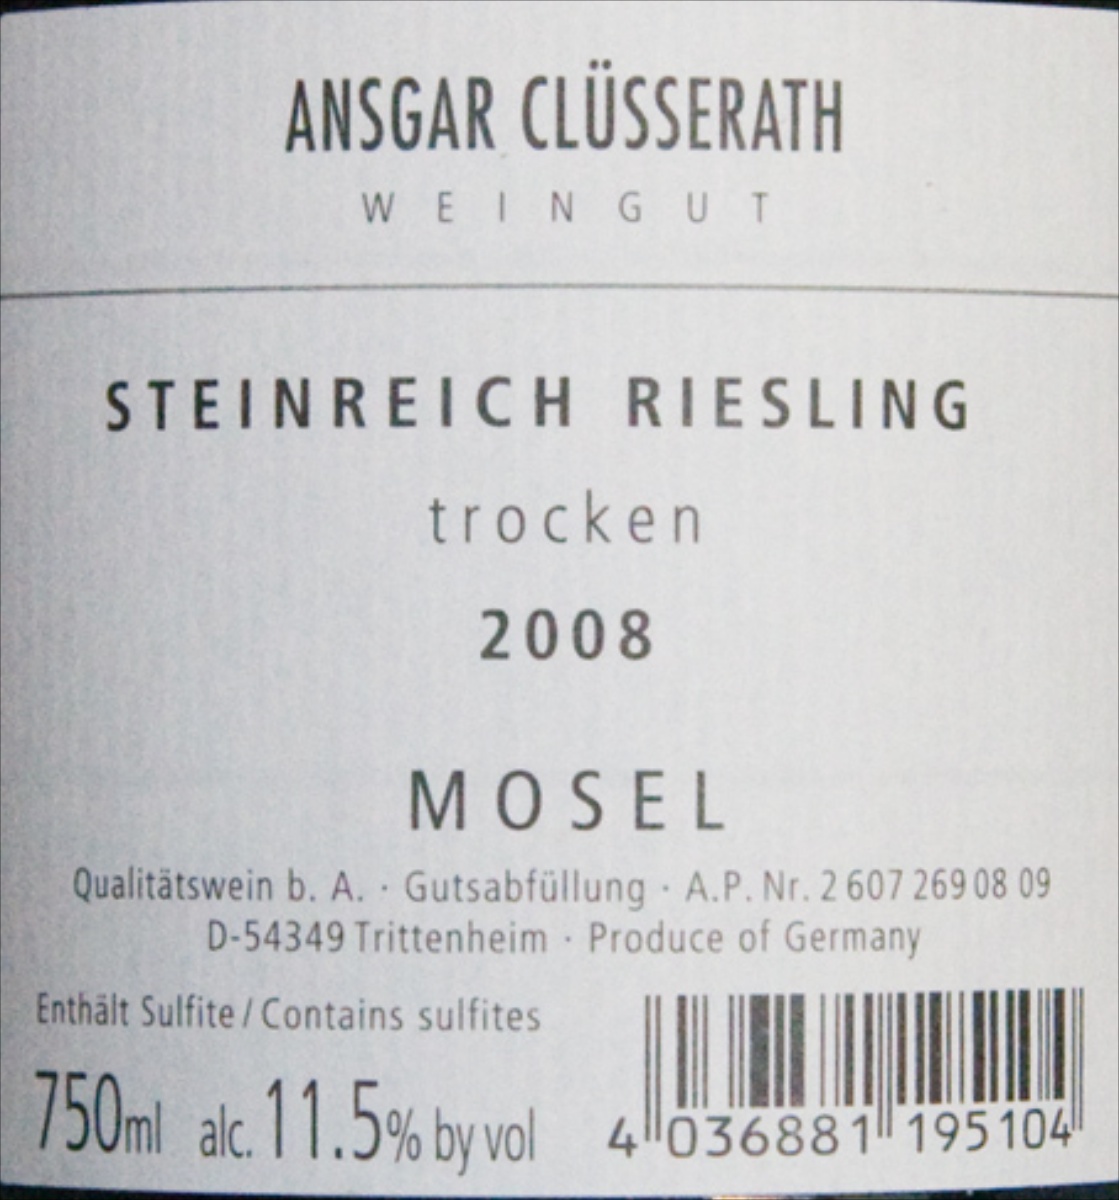 ANSGAR CLÜSSERATH
WEINGUT
STEINREICH RIESLING
trocken
2008
MOSEL
Qualitätswein b. A. · Gutsabfüllung · A.P. Nr. 2 607 269 08 09
D-54349 Trittenheim · Produce of Germany
Enthält Sulfite / Contains sulfites
750ml alc. 11.5% by vol
4 036881 195104